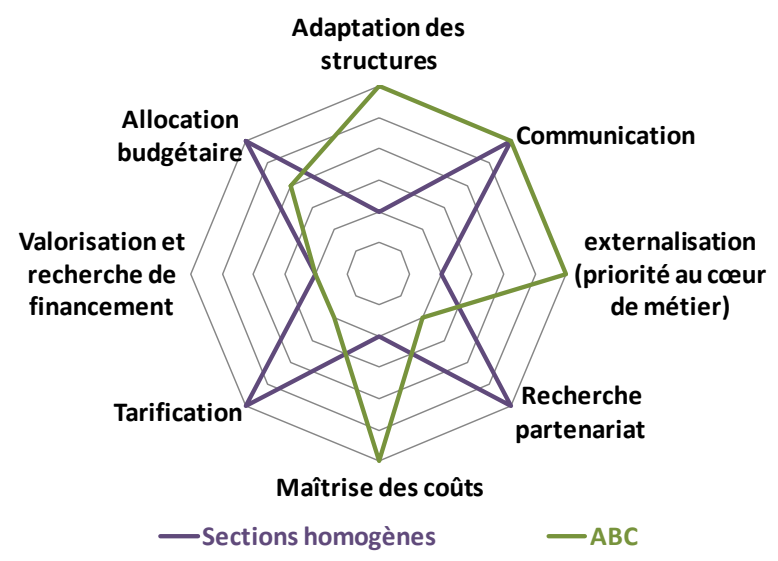 Adaptation des
structures
Communication
externalisation
(priorité au cœur
de métier)
Recherche
partenariat
Maîtrise des coûts
Tarification
Valorisation et
recherche de
financement
Allocation
budgétaire
Sections homogènes
ABC